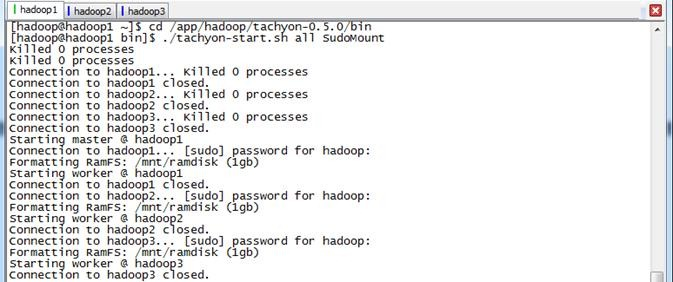 hadoop1 hadoop2 hadoop3
[hadoop@hadoop1 ~]$ cd /app/hadoop/tachyon-0.5.0/bin
[hadoop@hadoop1 bin]$ ./tachyon-start.sh all SudoMount
Killed 0 processes
Killed 0 processes
Connection to hadoop1... Killed 0 processes
Connection to hadoop1 closed.
Connection to hadoop2... Killed 0 processes
Connection to hadoop2 closed.
Connection to hadoop3... Killed 0 processes
Connection to hadoop3 closed.
Starting master @ hadoop1
Connection to hadoop1... [sudo] password for hadoop:
Formatting RamFS: /mnt/ramdisk (1gb)
Starting worker @ hadoop1
Connection to hadoop1 closed.
Connection to hadoop2... [sudo] password for hadoop:
Formatting RamFS: /mnt/ramdisk (1gb)
Starting worker @ hadoop2
Connection to hadoop2 closed.
Connection to hadoop3... [sudo] password for hadoop:
Formatting RamFS: /mnt/ramdisk (1gb)
Starting worker @ hadoop3
Connection to hadoop3 closed.